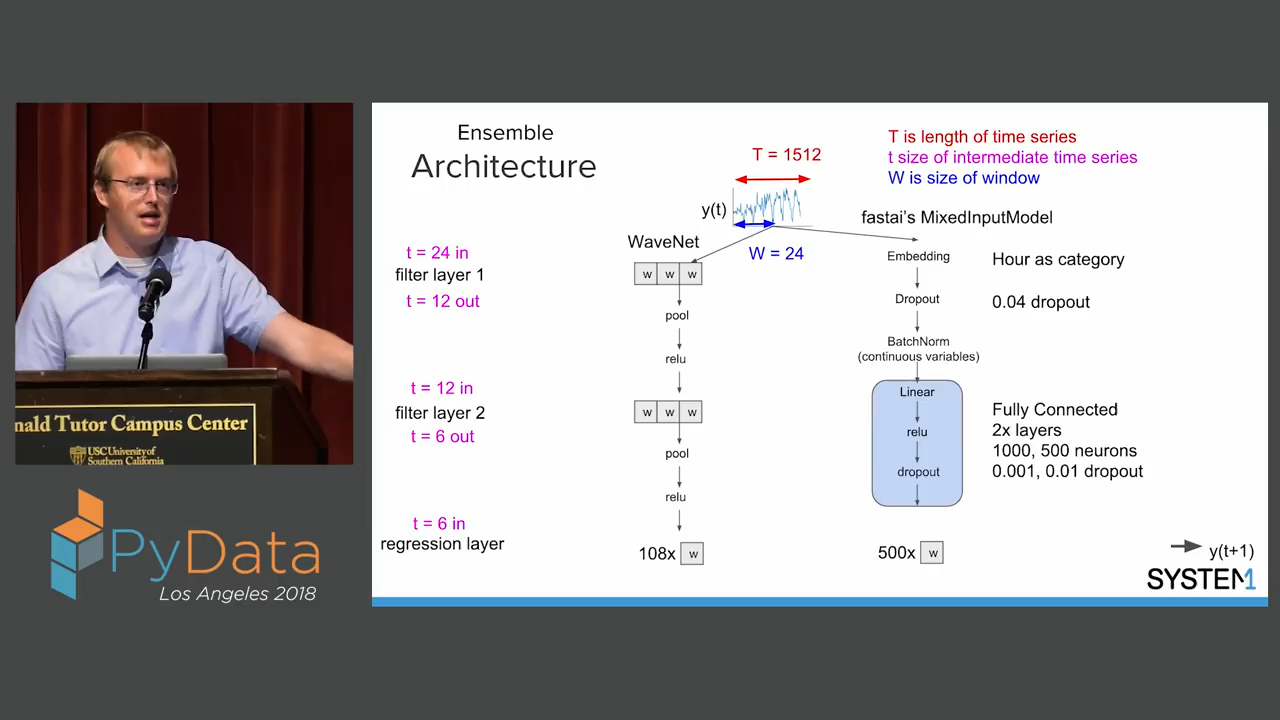 Ensemble
Architecture
T = 1512
T is length of time series
t size of intermediate time series
W is size of window
y(t)
fastai's MixedInputModel
WaveNet
W = 24
t = 24 in
filter layer 1
t = 12 out
w w w
pool
relu
t = 12 in
filter layer 2
t = 6 out
w w w
pool
relu
t = 6 in
regression layer
108x w
Embedding
Hour as category
Dropout
0.04 dropout
BatchNorm
(continuous variables)
Linear
relu
dropout
Fully Connected
2x layers
1000, 500 neurons
0.001, 0.01 dropout
500x w
y(t+1)
SYSTEM1
nald Tutor Campus Center
USC University of
Southern California
PyData
Los Angeles 2018